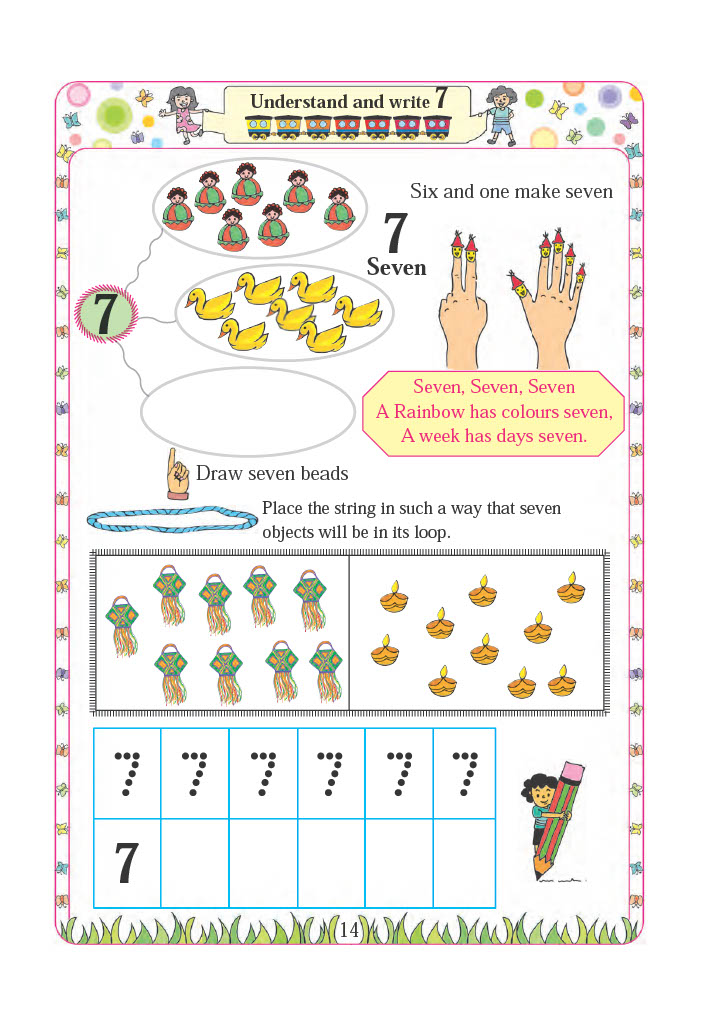 Understand and write 7
Six and one make seven
7
Seven
7
Seven, Seven, Seven
A Rainbow has colours seven,
A week has days seven.
Draw seven beads
Place the string in such a way that seven
objects will be in its loop.
7 7 7 7 7 7
7
14